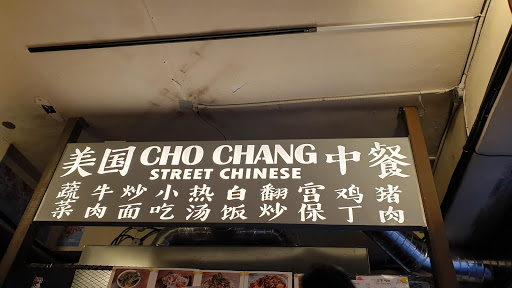 美国 CHO CHANG 中餐
STREET CHINESE
蔬菜
牛肉
炒面
小吃
热汤
白饭
翻炒
宫保
鸡丁
猪肉